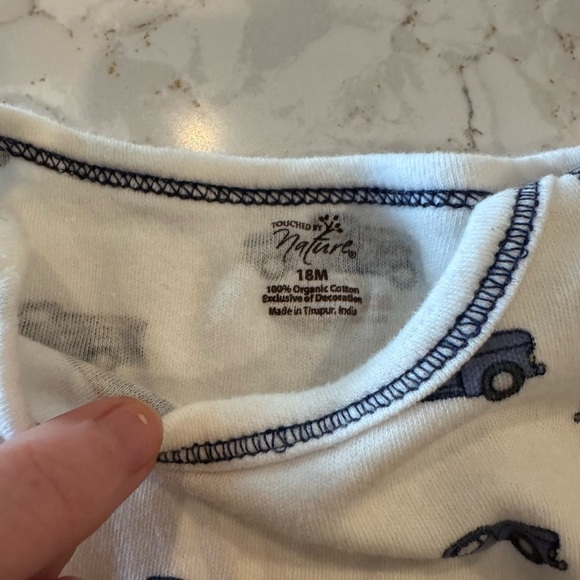 TOUCHED BY
Nature®
18M
100% Organic Cotton
Exclusive of Decoration
Made in Tirupur, India